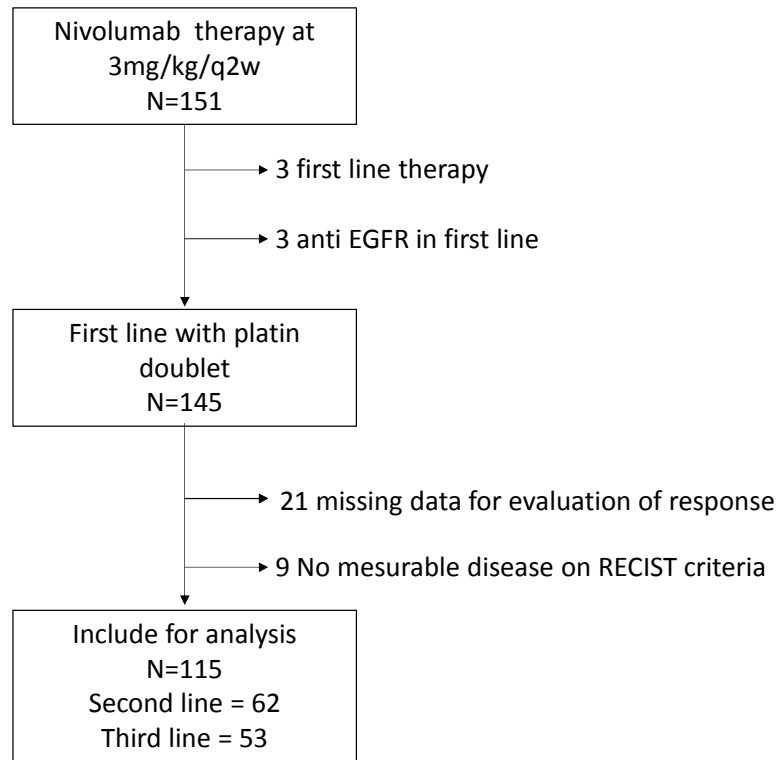 Nivolumab therapy at
3mg/kg/q2w
N=151
3 first line therapy
3 anti EGFR in first line
First line with platin
doublet
N=145
21 missing data for evaluation of response
9 No mesurable disease on RECIST criteria
Include for analysis
N=115
Second line = 62
Third line = 53